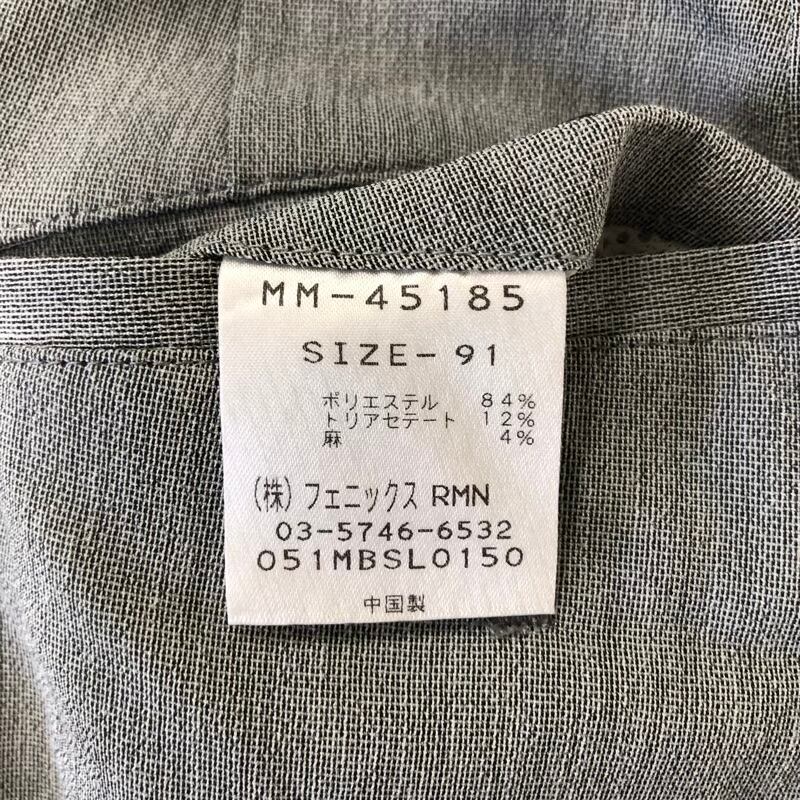 MM-45185
SIZE-91
ポリエステル 84%
トリアセテート 12%
麻 4%
(株)フェニックス RMN
03-5746-6532
051MBSL0150
中国製